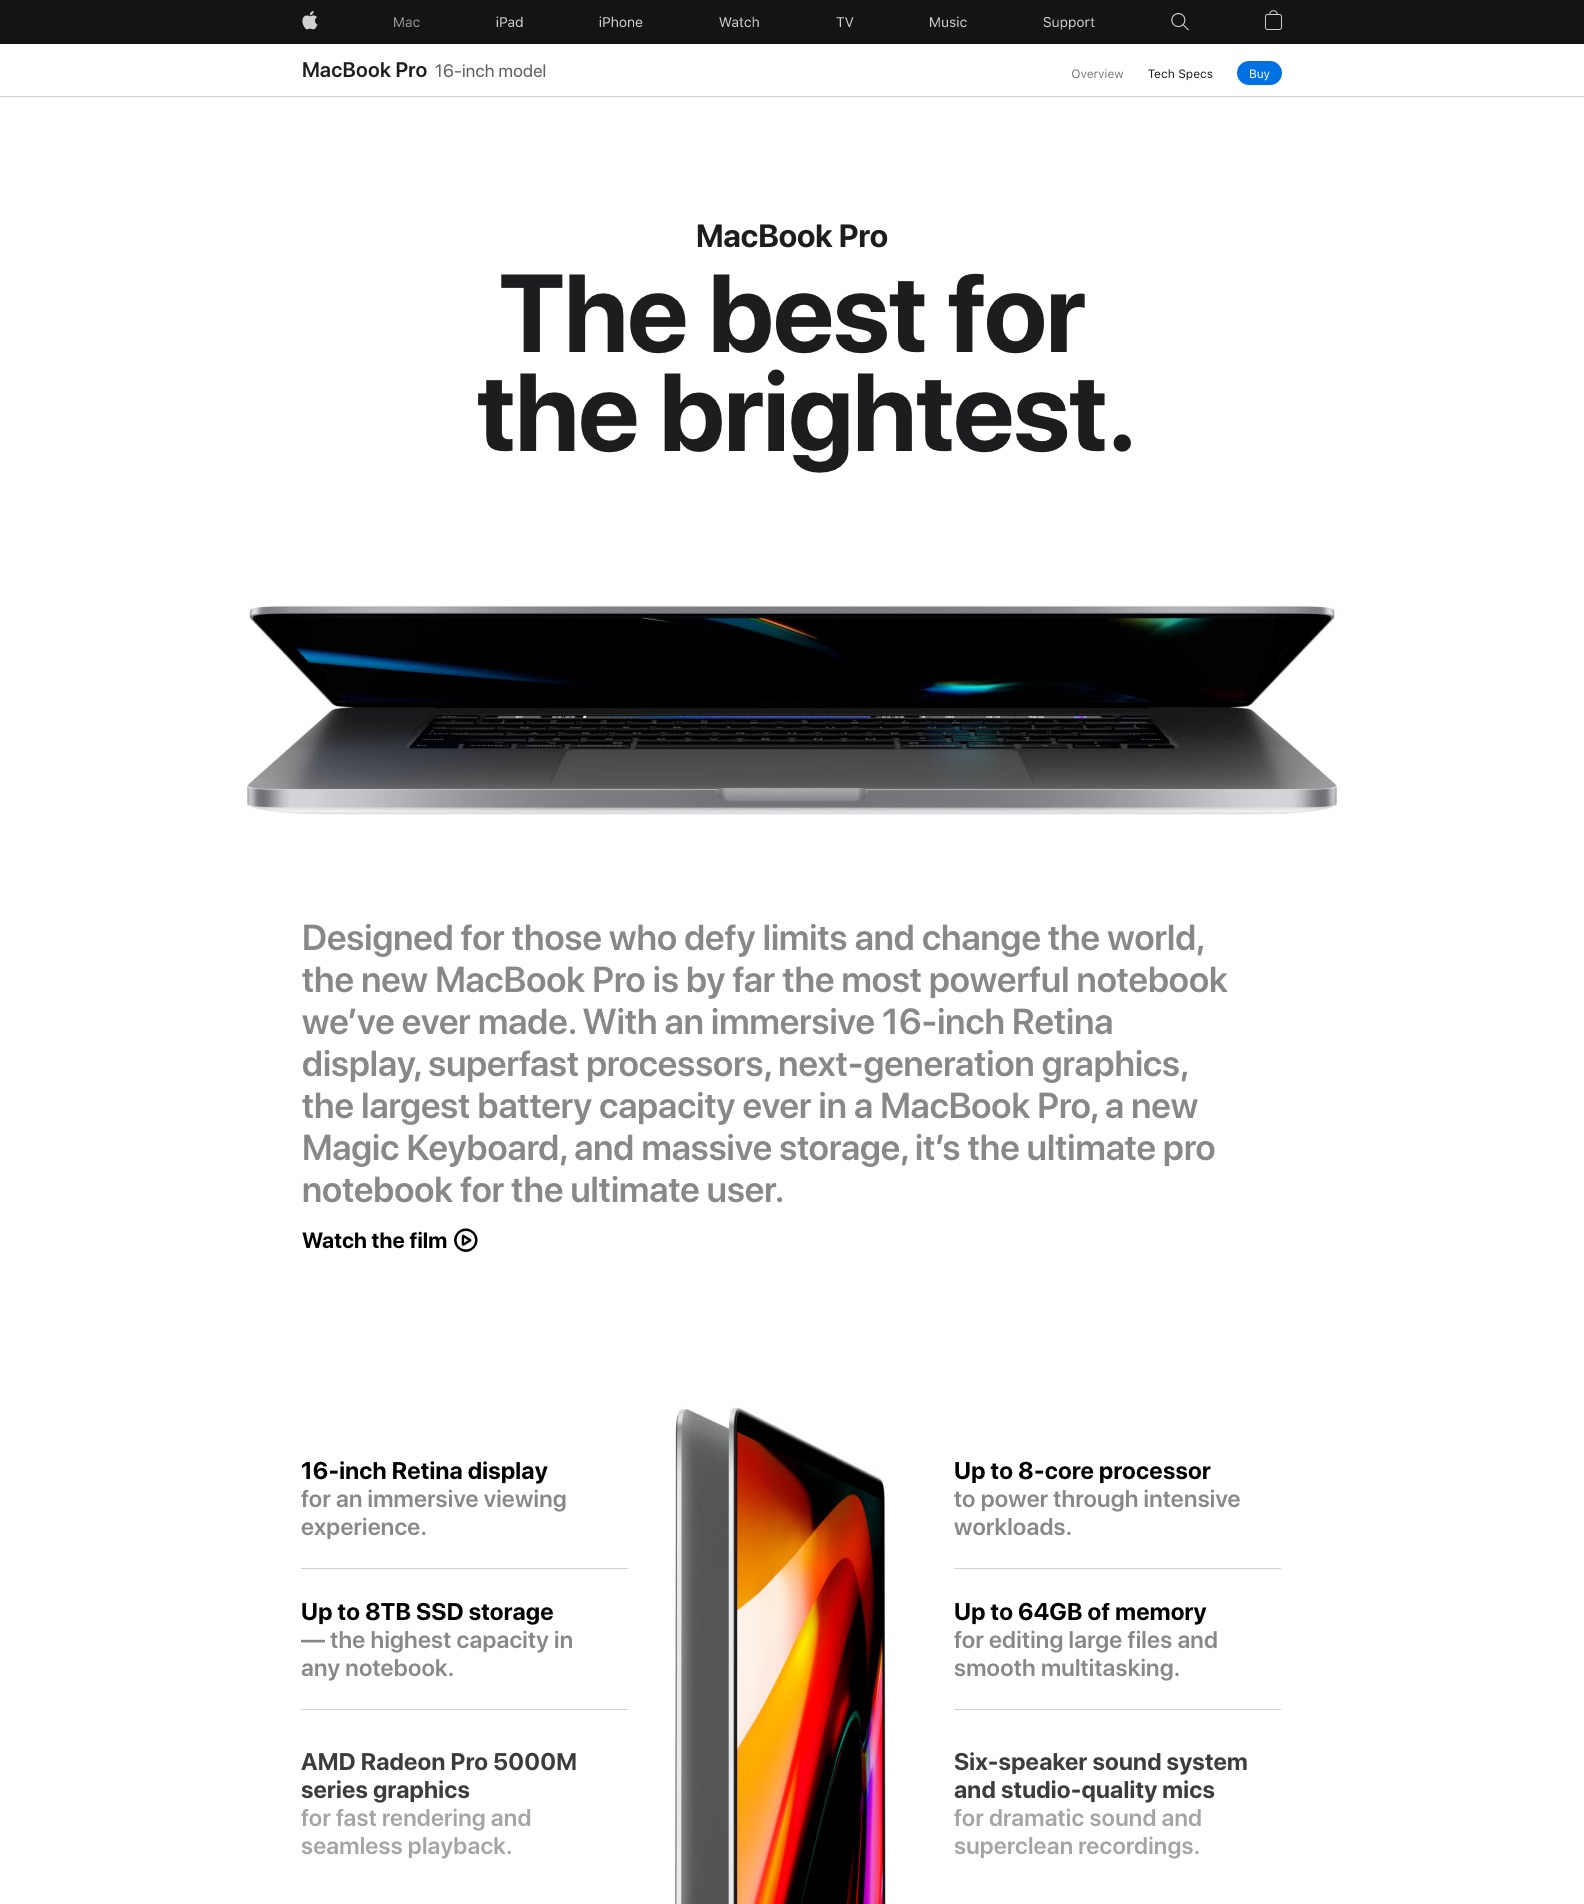 Mac
iPad
iPhone
Watch
TV
Music
Support
MacBook Pro 16-inch model
Overview
Tech Specs
Buy
MacBook Pro
The best for
the brightest.
Designed for those who defy limits and change the world,
the new MacBook Pro is by far the most powerful notebook
we’ve ever made. With an immersive 16-inch Retina
display, superfast processors, next-generation graphics,
the largest battery capacity ever in a MacBook Pro, a new
Magic Keyboard, and massive storage, it’s the ultimate pro
notebook for the ultimate user.
Watch the film
16-inch Retina display
for an immersive viewing
experience.
Up to 8TB SSD storage
— the highest capacity in
any notebook.
AMD Radeon Pro 5000M
series graphics
for fast rendering and
seamless playback.
Up to 8-core processor
to power through intensive
workloads.
Up to 64GB of memory
for editing large files and
smooth multitasking.
Six-speaker sound system
and studio-quality mics
for dramatic sound and
superclean recordings.